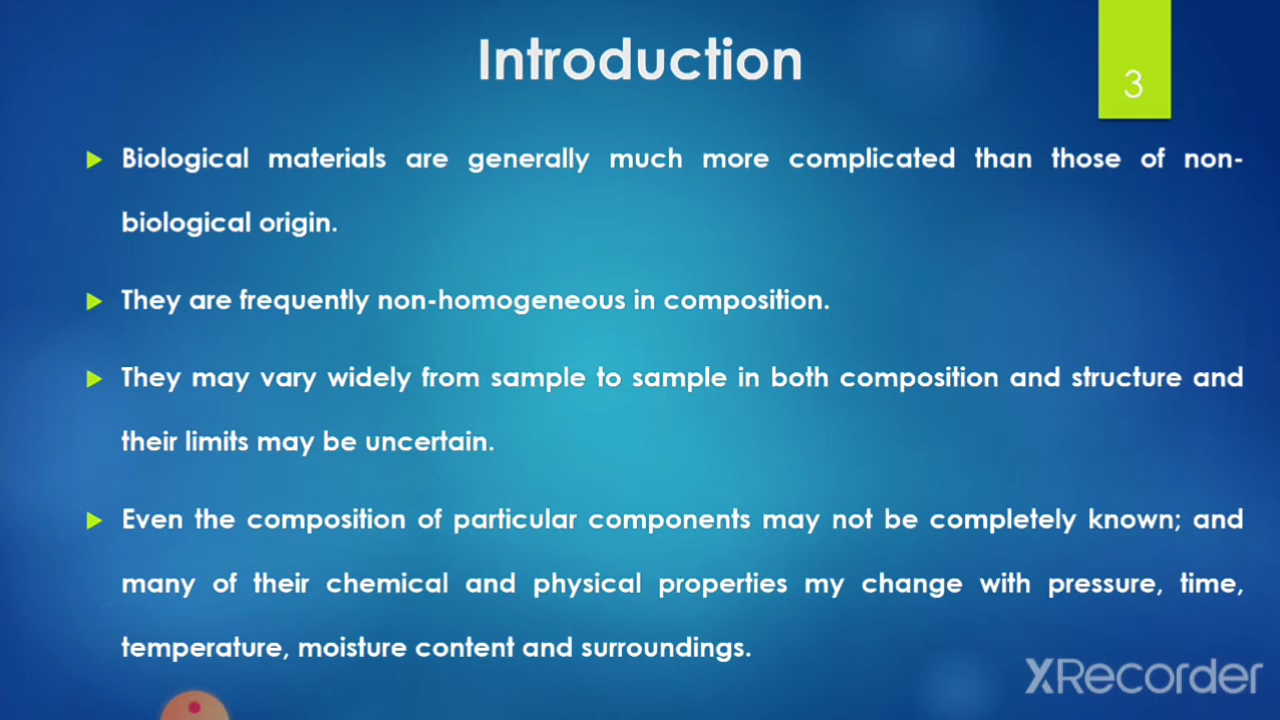 Introduction
3
Biological materials are generally much more complicated than those of non-
biological origin.
They are frequently non-homogeneous in composition.
They may vary widely from sample to sample in both composition and structure and
their limits may be uncertain.
Even the composition of particular components may not be completely known; and
many of their chemical and physical properties my change with pressure, time,
temperature, moisture content and surroundings.
XRecorder